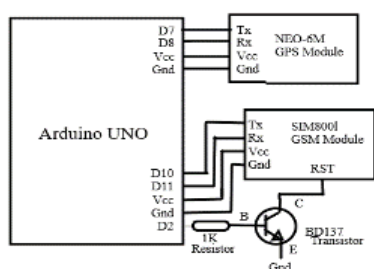 D7
D8
Vcc
Gnd
Tx
Rx
Vcc
Gnd
NEO-6M
GPS Module
Arduino UNO
D10
D11
Vcc
Gnd
D2
Tx
Rx
Vcc
Gnd
SIM800l
GSM Module
RST
1K
Resistor
B
C
E
BD137
Transistor
Gnd